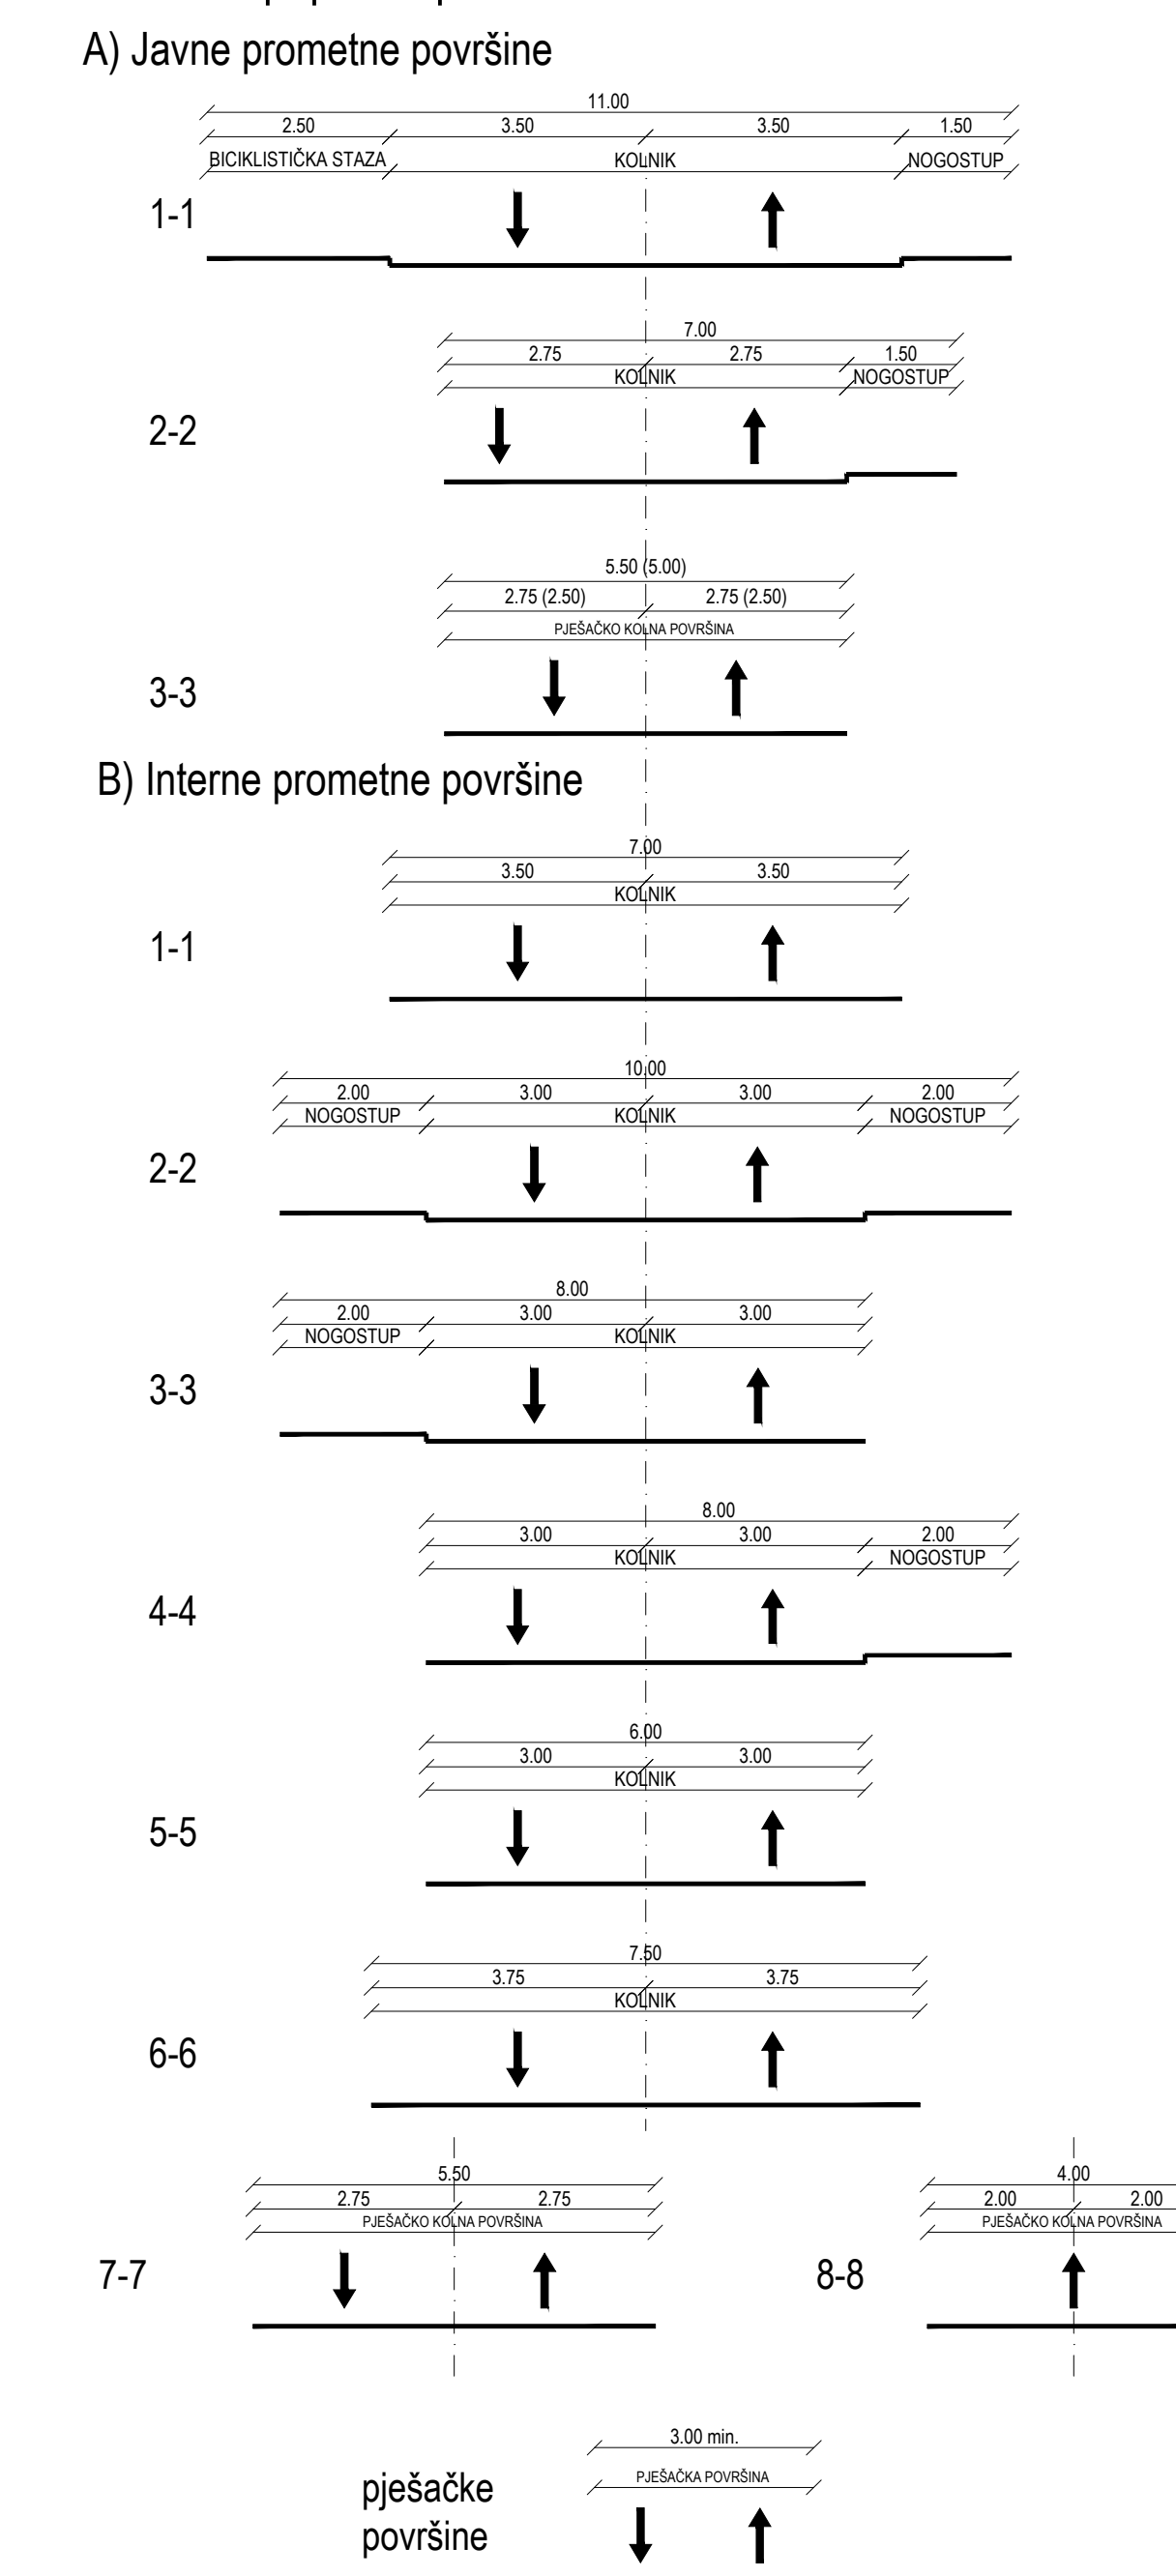 A) Javne prometne površine
11.00
2.50 3.50 3.50 1.50
BICIKLISTIČKA STAZA KOLNIK NOGOSTUP
1-1
7.00
2.75 2.75 1.50
KOLNIK NOGOSTUP
2-2
5.50 (5.00)
2.75 (2.50) 2.75 (2.50)
PJEŠAČKO KOLNA POVRŠINA
3-3
B) Interne prometne površine
7.00
3.50 3.50
KOLNIK
1-1
10.00
2.00 3.00 3.00 2.00
NOGOSTUP KOLNIK NOGOSTUP
2-2
8.00
2.00 3.00 3.00
NOGOSTUP KOLNIK
3-3
8.00
3.00 3.00 2.00
KOLNIK NOGOSTUP
4-4
6.00
3.00 3.00
KOLNIK
5-5
7.50
3.75 3.75
KOLNIK
6-6
5.50
2.75 2.75
PJEŠAČKO KOLNA POVRŠINA
7-7
4.00
2.00 2.00
PJEŠAČKO KOLNA POVRŠINA
8-8
3.00 min.
PJEŠAČKA POVRŠINA
pješačke
površine